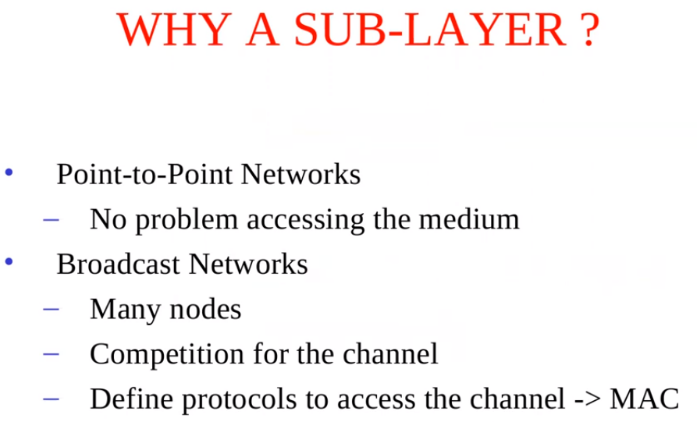 WHY A SUB-LAYER ?
• Point-to-Point Networks
– No problem accessing the medium
• Broadcast Networks
– Many nodes
– Competition for the channel
– Define protocols to access the channel -> MAC